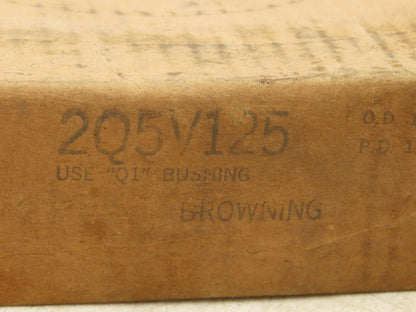 2Q5V125
USE "Q1" BUSHING
BROWNING
O.D.
P.D.